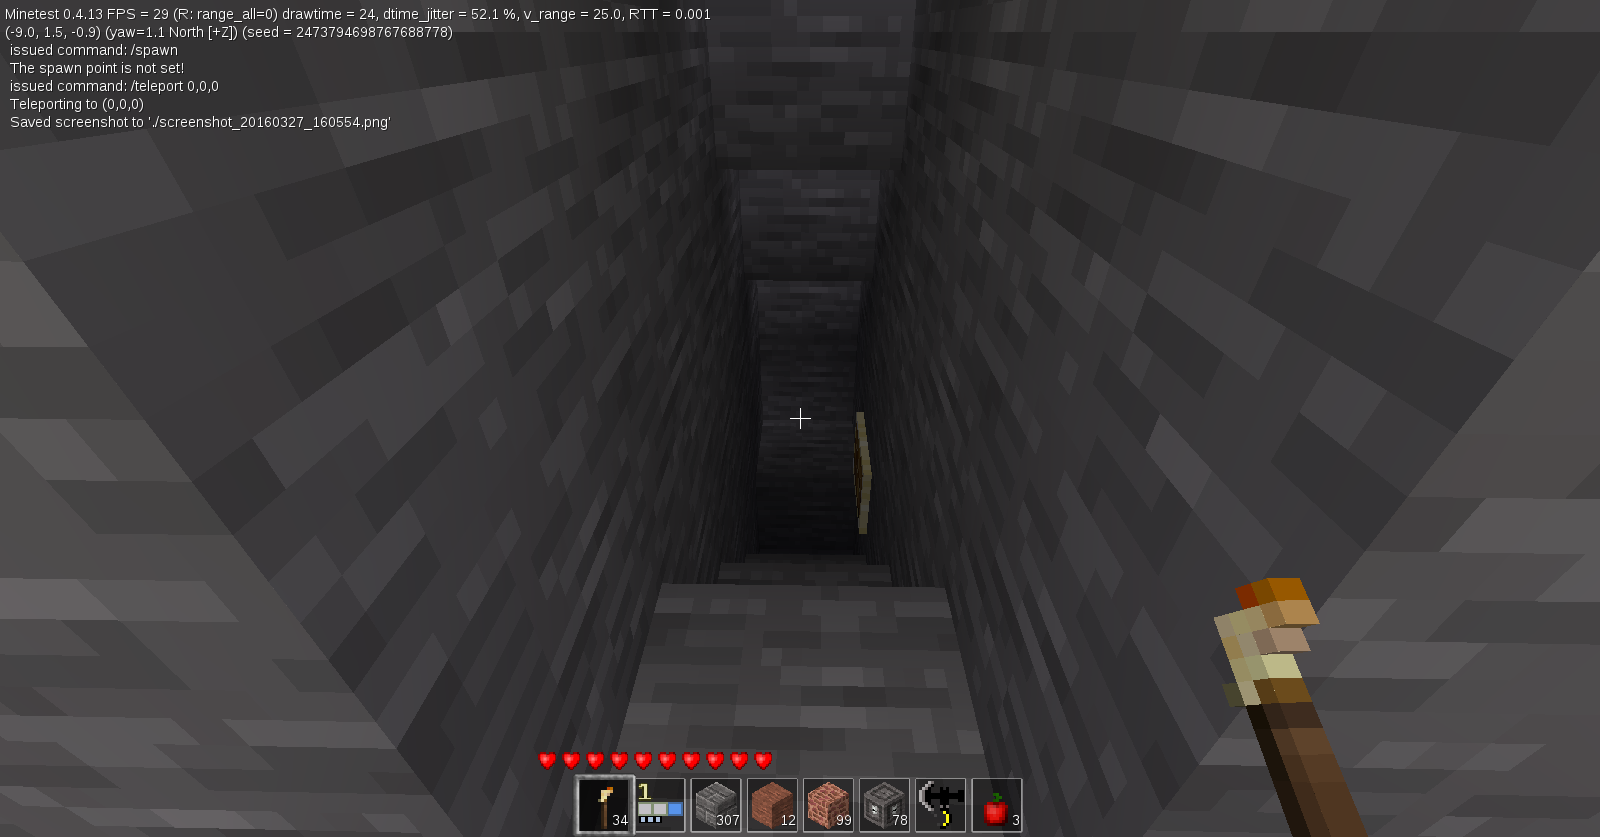 Minetest 0.4.13 FPS = 29 (R: range_all=0) drawtime = 24, dtime_jitter = 52.1 %, v_range = 25.0, RTT = 0.001
(-9.0, 1.5, -0.9) (yaw=1.1 North [+Z]) (seed = 2473794698767688778)
issued command: /spawn
The spawn point is not set!
issued command: /teleport 0,0,0
Teleporting to (0,0,0)
Saved screenshot to './screenshot_20160327_160554.png'
34 1 307 12 99 78 3